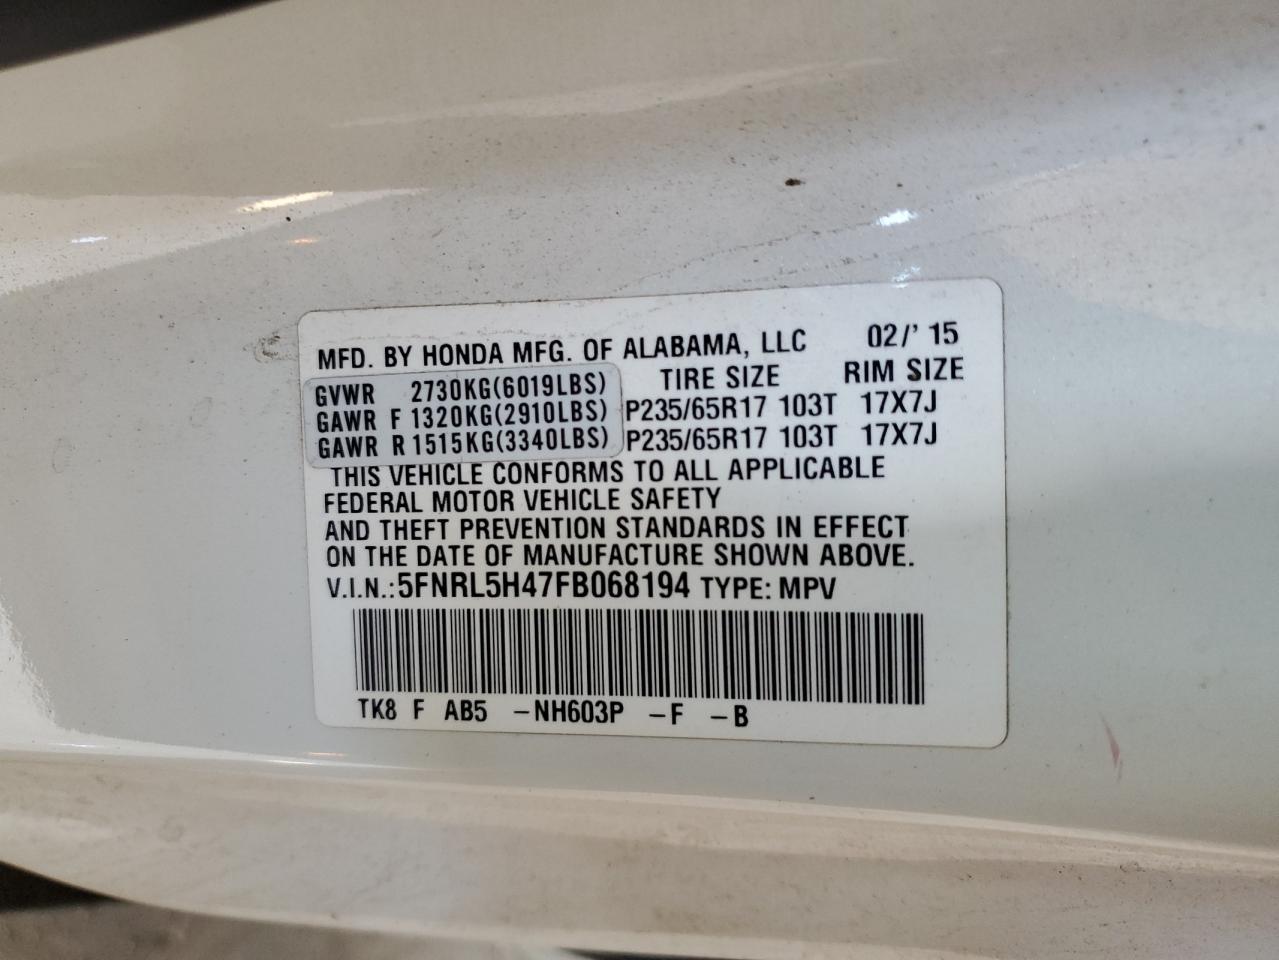 MFD. BY HONDA MFG. OF ALABAMA, LLC 02/' 15
GVWR 2730KG(6019LBS) TIRE SIZE RIM SIZE
GAWR F 1320KG(2910LBS) P235/65R17 103T 17X7J
GAWR R 1515KG(3340LBS) P235/65R17 103T 17X7J
THIS VEHICLE CONFORMS TO ALL APPLICABLE
FEDERAL MOTOR VEHICLE SAFETY
AND THEFT PREVENTION STANDARDS IN EFFECT
ON THE DATE OF MANUFACTURE SHOWN ABOVE.
V.I.N.:5FNRL5H47FB068194 TYPE: MPV
TK8 F AB5 -NH603P -F -B